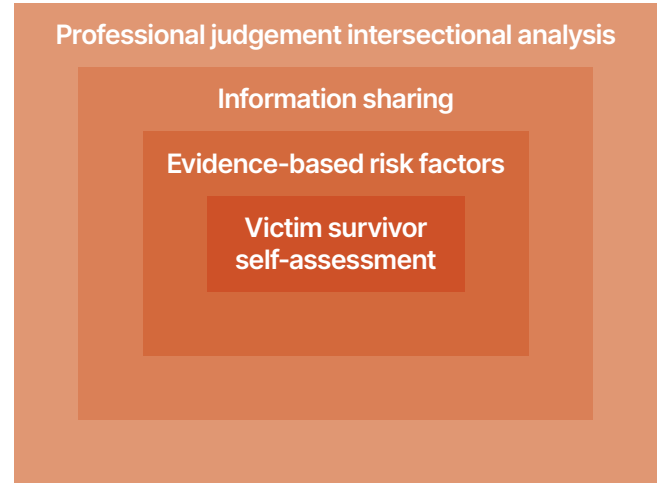 Professional judgement intersectional analysis
Information sharing
Evidence-based risk factors
Victim survivor
self-assessment